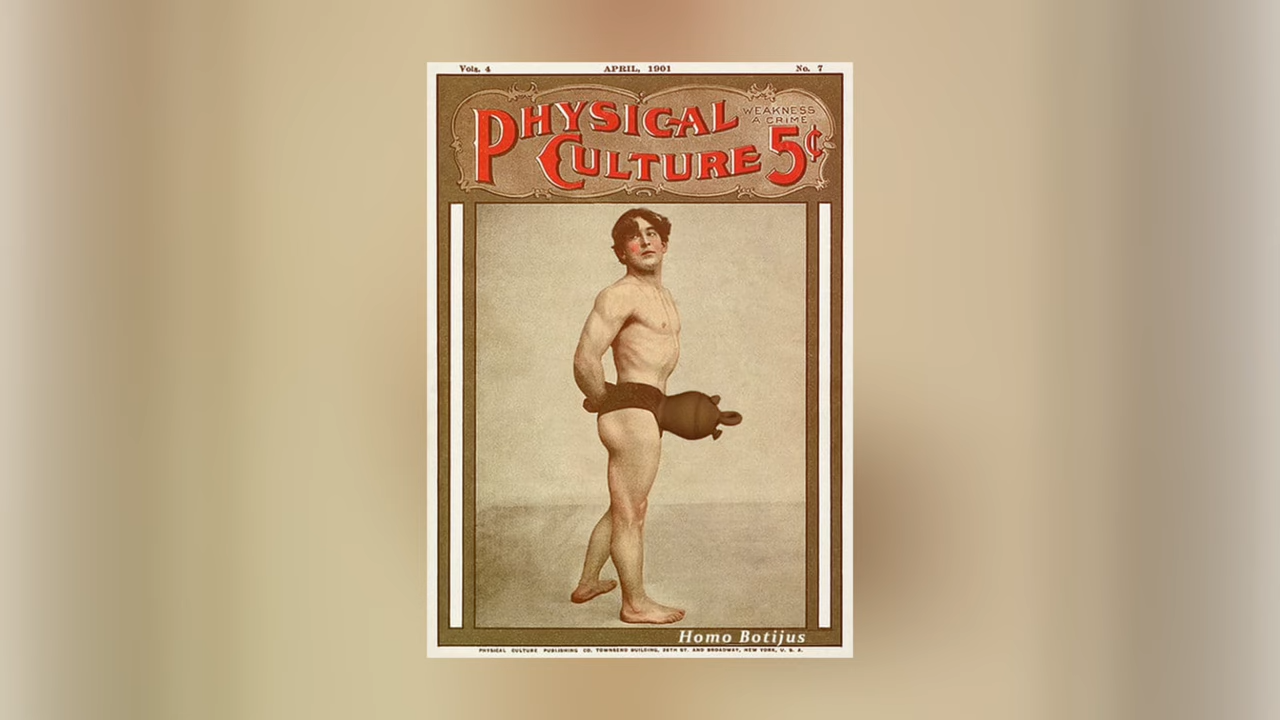 Vols. 4 APRIL, 1901 No. 7
PHYSICAL
CULTURE
WEAKNESS
A CRIME
5¢
Homo Botijus
PHYSICAL CULTURE PUBLISHING CO. TOWNSEND BUILDING, 25TH ST. AND BROADWAY, NEW YORK, U. S. A.